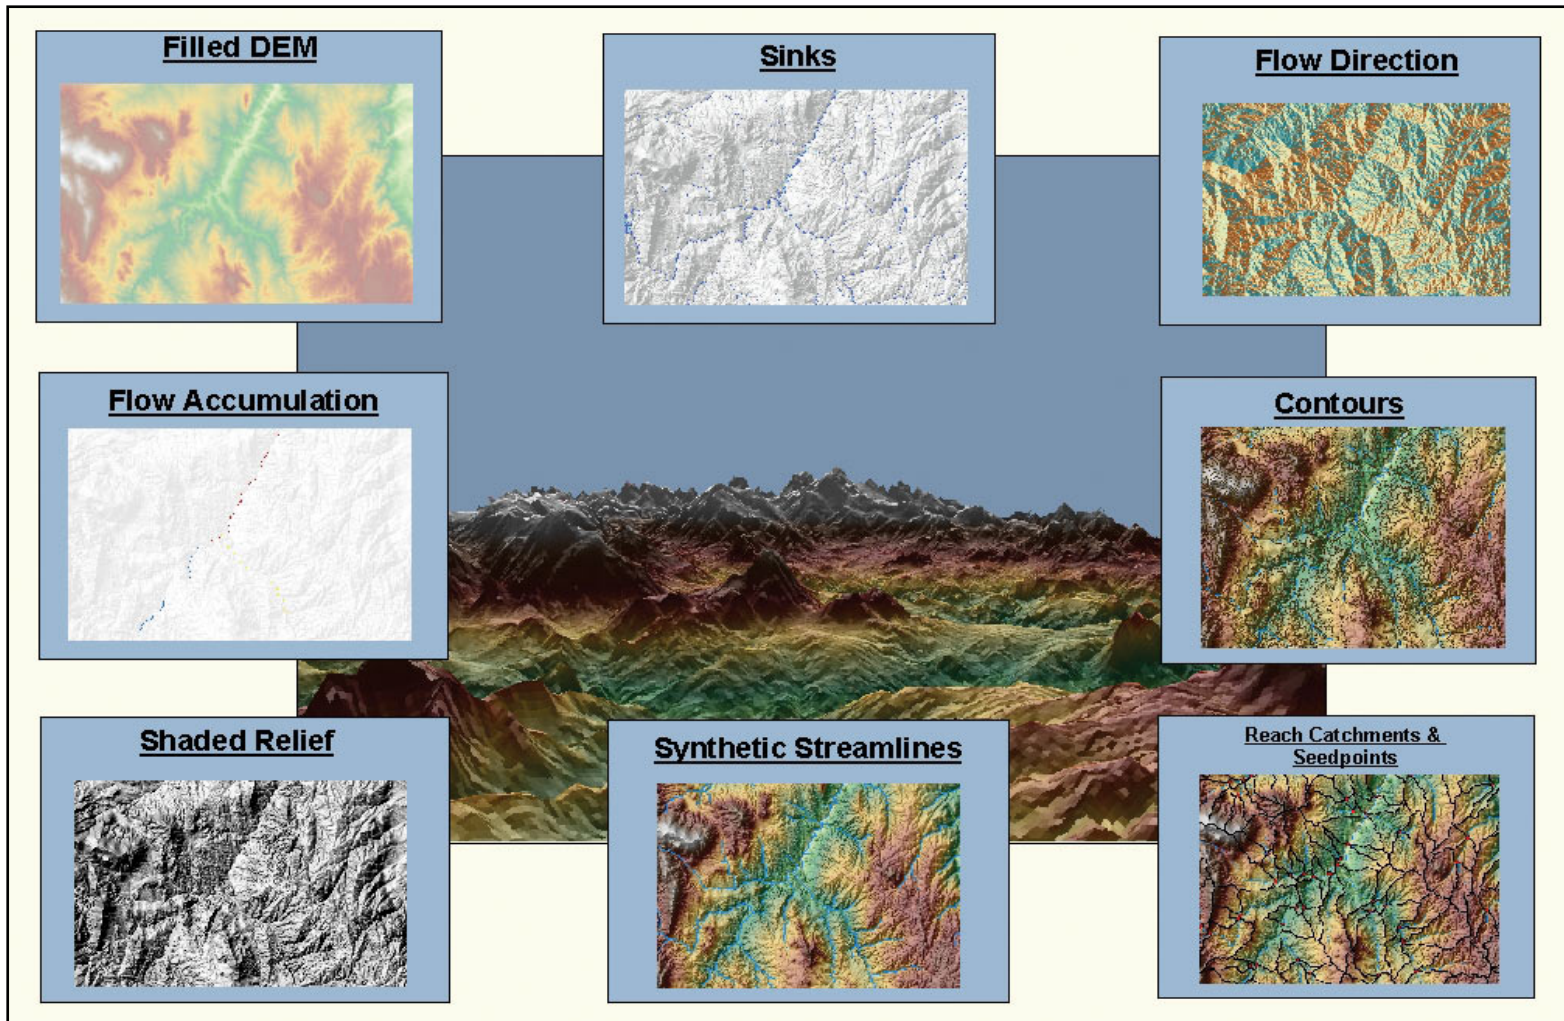 Filled DEM
Sinks
Flow Direction
Flow Accumulation
Contours
Shaded Relief
Synthetic Streamlines
Reach Catchments &
Seedpoints